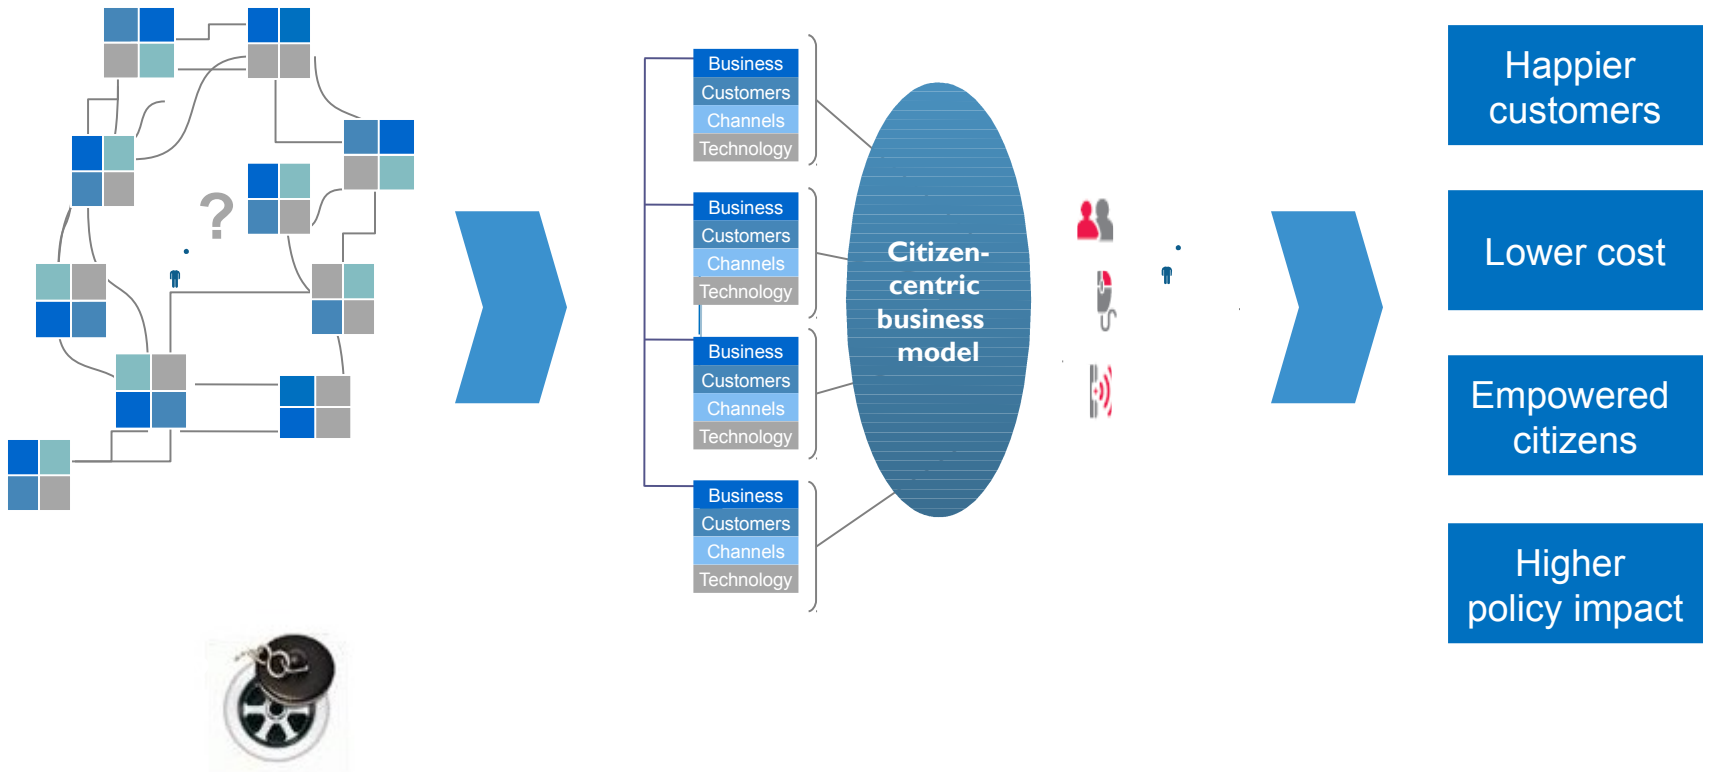 ?
Business
Customers
Channels
Technology
Business
Customers
Channels
Technology
Business
Customers
Channels
Technology
Business
Customers
Channels
Technology
Citizen-
centric
business
model
Happier
customers
Lower cost
Empowered
citizens
Higher
policy impact